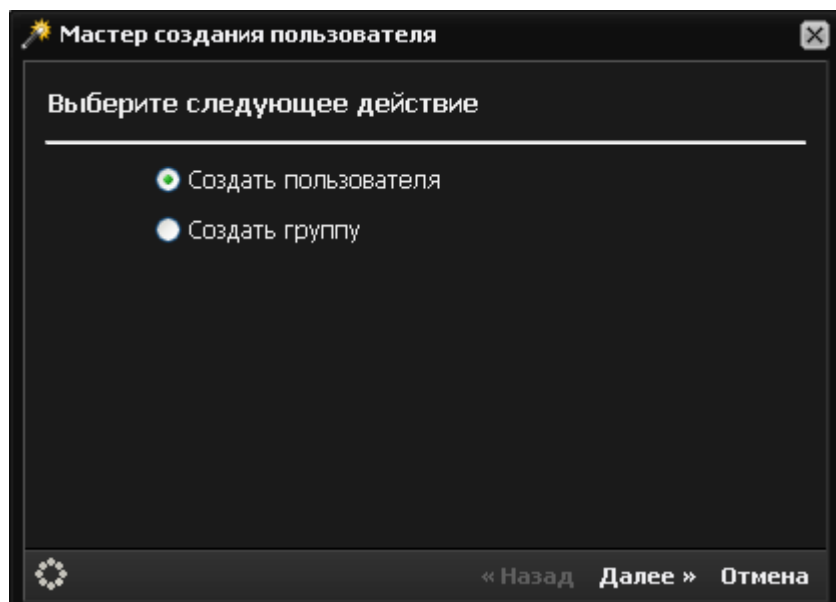 Мастер создания пользователя
Выберите следующее действие
Создать пользователя
Создать группу
« Назад Далее » Отмена